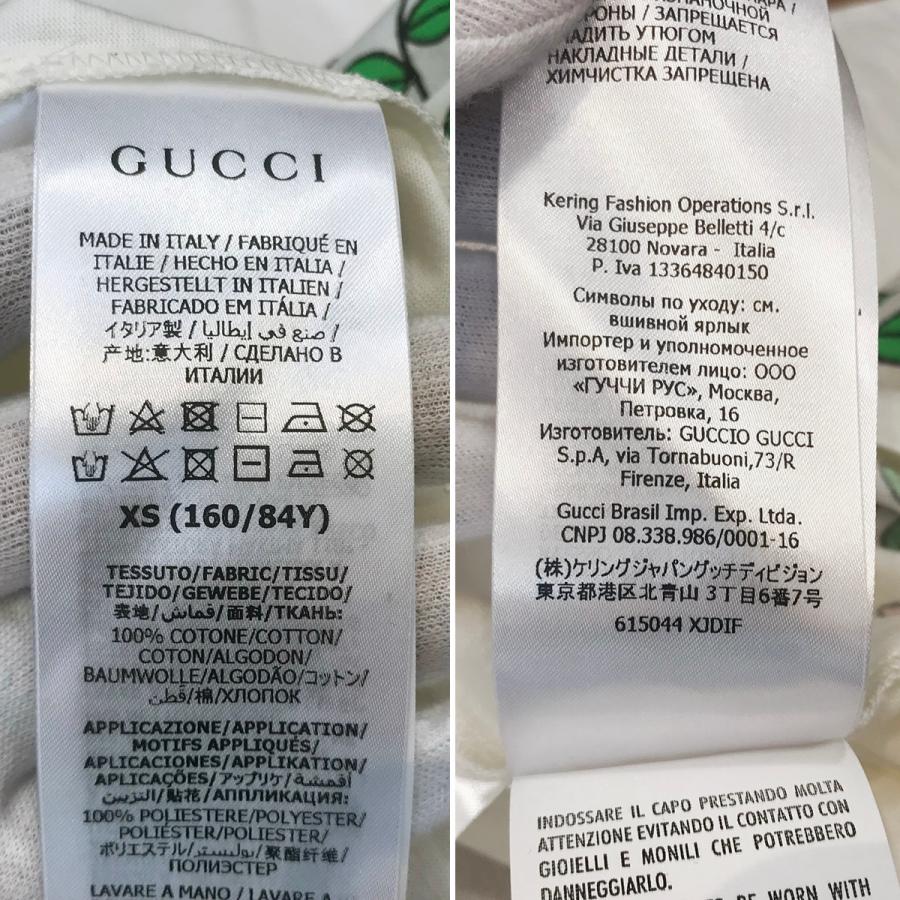 GUCCI
MADE IN ITALY / FABRIQUÉ EN
ITALIE / HECHO EN ITALIA /
HERGESTELLT IN ITALIEN /
FABRICADO EM ITÁLIA /
イタリア製 / صنع في إيطاليا /
产地:意大利 / СДЕЛАНО В
ИТАЛИИ
XS (160/84Y)
TESSUTO/FABRIC/TISSU/
TEJIDO/GEWEBE/TECIDO/
表地/قماش/面料/ТКАНЬ:
100% COTONE/COTTON/
COTON/ALGODON/
BAUMWOLLE/ALGODÃO/コットン/
قطن/棉/ХЛОПОК
APPLICAZIONE/APPLICATION/
MOTIFS APPLIQUÉS/
APLICACIONES/APPLIKATION/
APLICAÇÕES/アップリケ/أقمشة
التزيين/貼花/АППЛИКАЦИЯ:
100% POLIESTERE/POLYESTER/
POLIÉSTER/POLYESTER/
ポリエステル/بوليستر/聚酯纤维/
ПОЛИЭСТЕР
LAVARE A MANO / LAVARE A
/ ЗАПРЕЩАЕТСЯ
УТЮГОМ
НАКЛАДНЫЕ ДЕТАЛИ /
ХИМЧИСТКА ЗАПРЕЩЕНА
Kering Fashion Operations S.r.l.
Via Giuseppe Belletti 4/c
28100 Novara - Italia
P. Iva 13364840150
Символы по уходу: см.
вшивной ярлык
Импортер и уполномоченное
изготовителем лицо: ООО
«ГУЧЧИ РУС», Москва,
Петровка, 16
Изготовитель: GUCCIO GUCCI
S.p.A, via Tornabuoni,73/R
Firenze, Italia
Gucci Brasil Imp. Exp. Ltda.
CNPJ 08.338.986/0001-16
(株)ケリングジャパングッチディビジョン
東京都港区北青山 3丁目6番7号
615044 XJDIF
INDOSSARE IL CAPO PRESTANDO MOLTA
ATTENZIONE EVITANDO IL CONTATTO CON
GIOIELLI E MONILI CHE POTREBBERO
DANNEGGIARLO.
BE WORN WITH